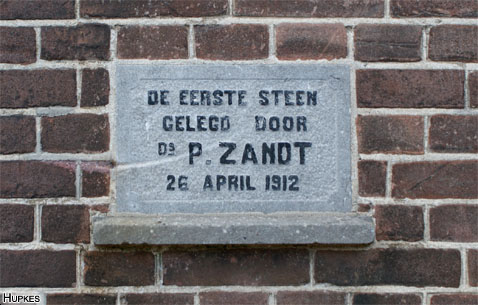 DE EERSTE STEEN
GELEGD DOOR
DS P. ZANDT
26 APRIL 1912
HUPKES